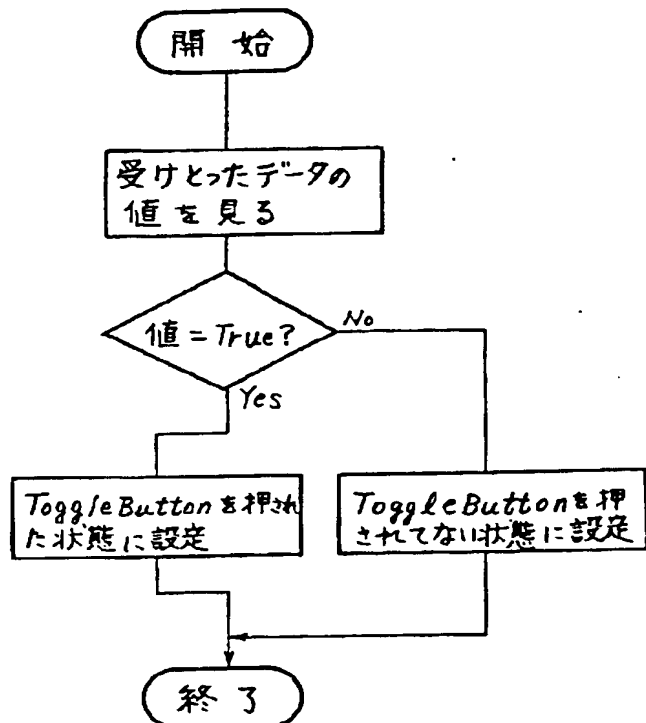 開始
受けとったデータの
値を見る
値=True?
No
Yes
ToggleButtonを押され
た状態に設定
ToggleButtonを押
されてない状態に設定
終了